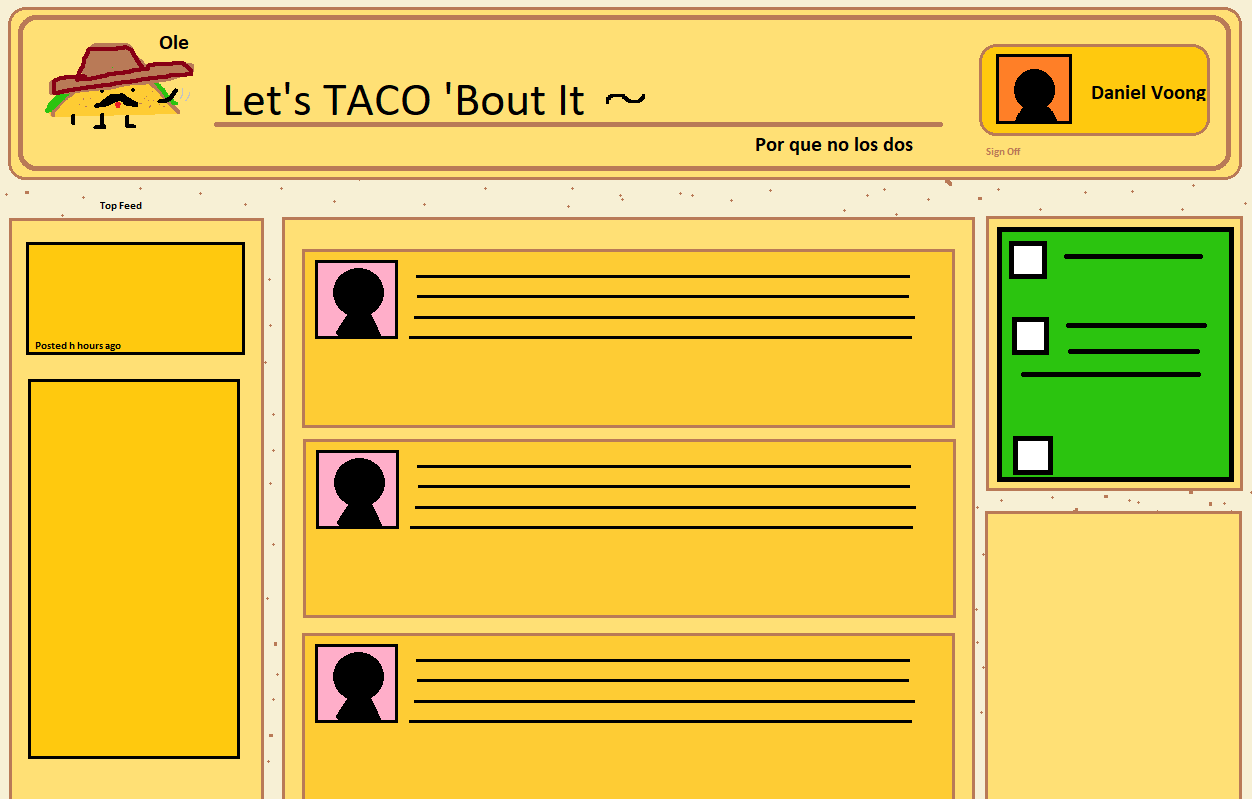 Ole
Let's TACO 'Bout It ~
Por que no los dos
Daniel Voong
Sign Off
Top Feed
Posted h hours ago